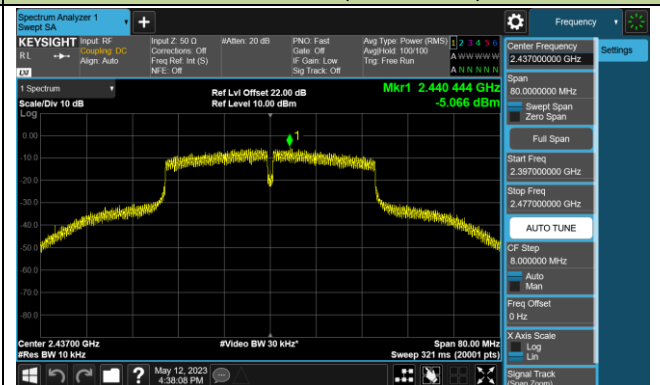 Spectrum Analyzer 1
Swept SA
Frequency
KEYSIGHT
RL
LXI
Input: RF
Coupling: DC
Align: Auto
Input Z: 50 Ω
Corrections: Off
Freq Ref: Int (S)
NFE: Off
#Atten: 20 dB
PNO: Fast
Gate: Off
IF Gain: Low
Sig Track: Off
Avg Type: Power (RMS)
Avg|Hold: 100/100
Trig: Free Run
1 2 3 4 5 6
A W W W W W
A N N N N N
1 Spectrum
Scale/Div 10 dB
Log
Ref Lvl Offset 22.00 dB
Ref Level 10.00 dBm
Mkr1 2.440 444 GHz
-5.066 dBm
1
0.00
-10.0
-20.0
-30.0
-40.0
-50.0
-60.0
-70.0
-80.0
Center 2.43700 GHz
#Res BW 10 kHz
#Video BW 30 kHz*
Span 80.00 MHz
Sweep 321 ms (20001 pts)
Center Frequency
2.437000000 GHz
Settings
Span
80.0000000 MHz
Swept Span
Zero Span
Full Span
Start Freq
2.397000000 GHz
Stop Freq
2.477000000 GHz
AUTO TUNE
CF Step
8.000000 MHz
Auto
Man
Freq Offset
0 Hz
X Axis Scale
Log
Lin
Signal Track
(Span Zoom)
May 12, 2023
4:38:08 PM